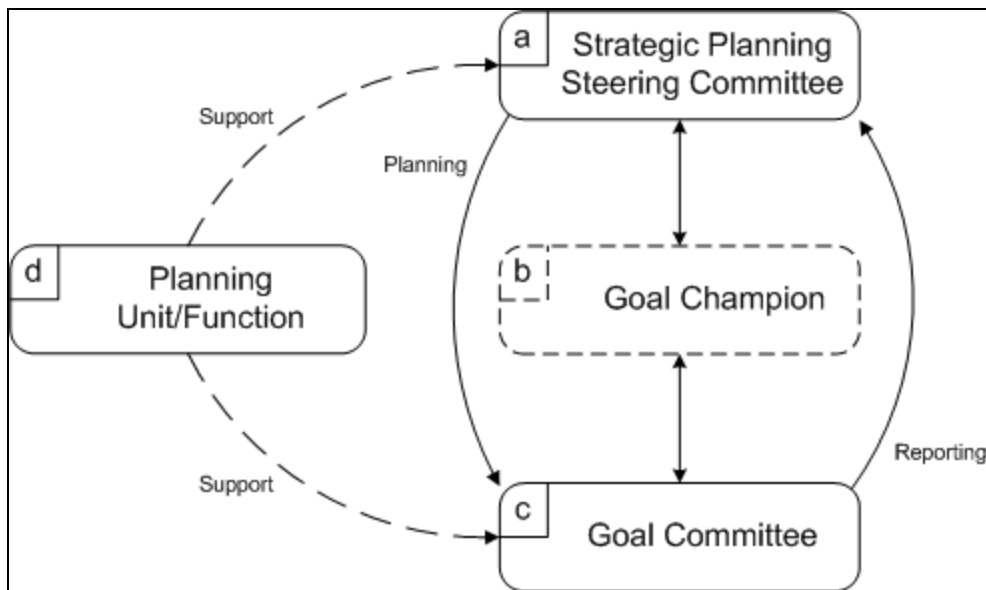 a
Strategic Planning
Steering Committee
Support
Planning
d
Planning
Unit/Function
b
Goal Champion
Reporting
Support
c
Goal Committee